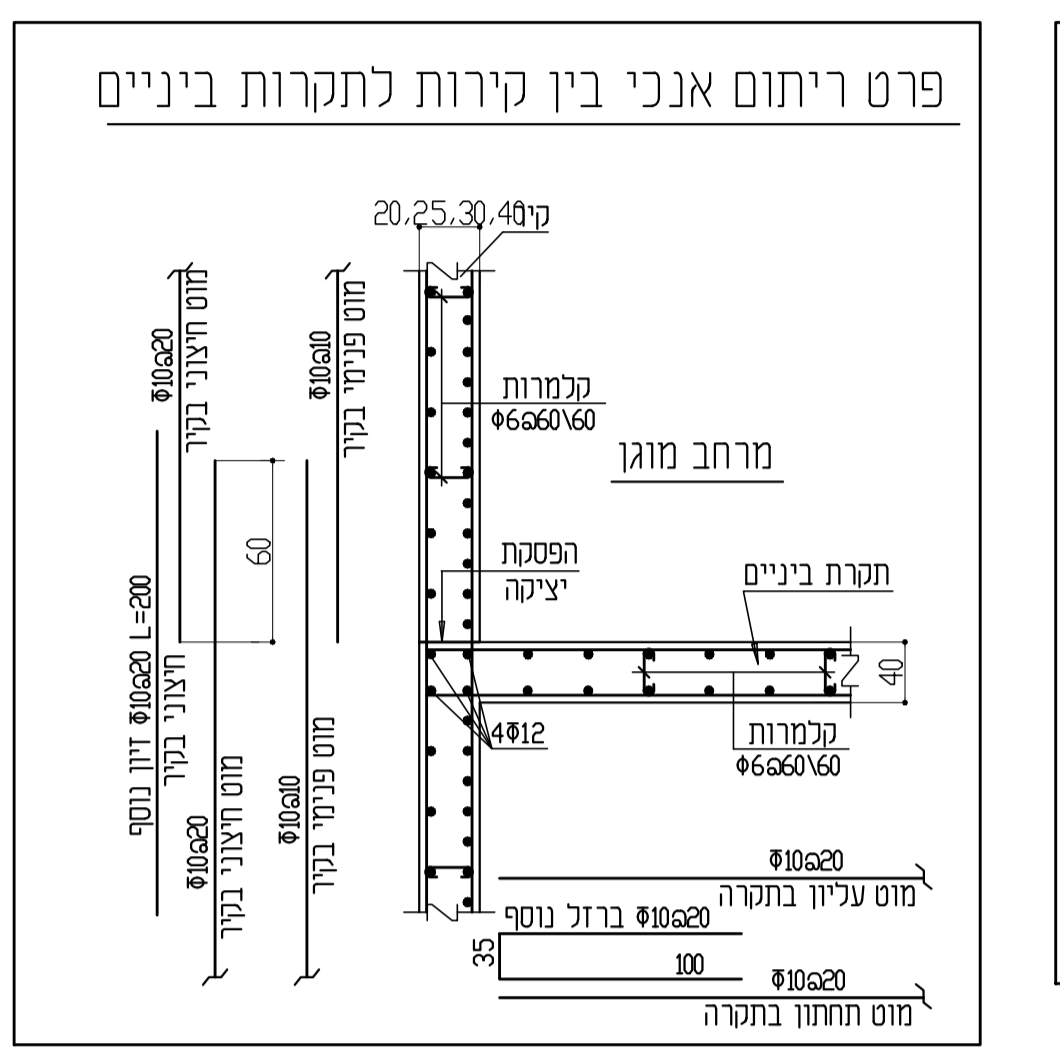 פרט ריתום אנכי בין קירות לתקרות ביניים
20,25,30,40
קיר
Φ10@20
מוט חיצוני בקיר
Φ10@10
מוט פנימי בקיר
קלמרות
Φ6@60\60
מרחב מוגן
60
הפסקת
יציקה
תקרת ביניים
40
זיון נוסף Φ10@20 L=200
חיצוני בקיר
Φ10@20
מוט חיצוני בקיר
Φ10@10
מוט פנימי בקיר
4Φ12
קלמרות
Φ6@60\60
Φ10@20
מוט עליון בתקרה
ברזל נוסף Φ10@20
35
100
Φ10@20
מוט תחתון בתקרה